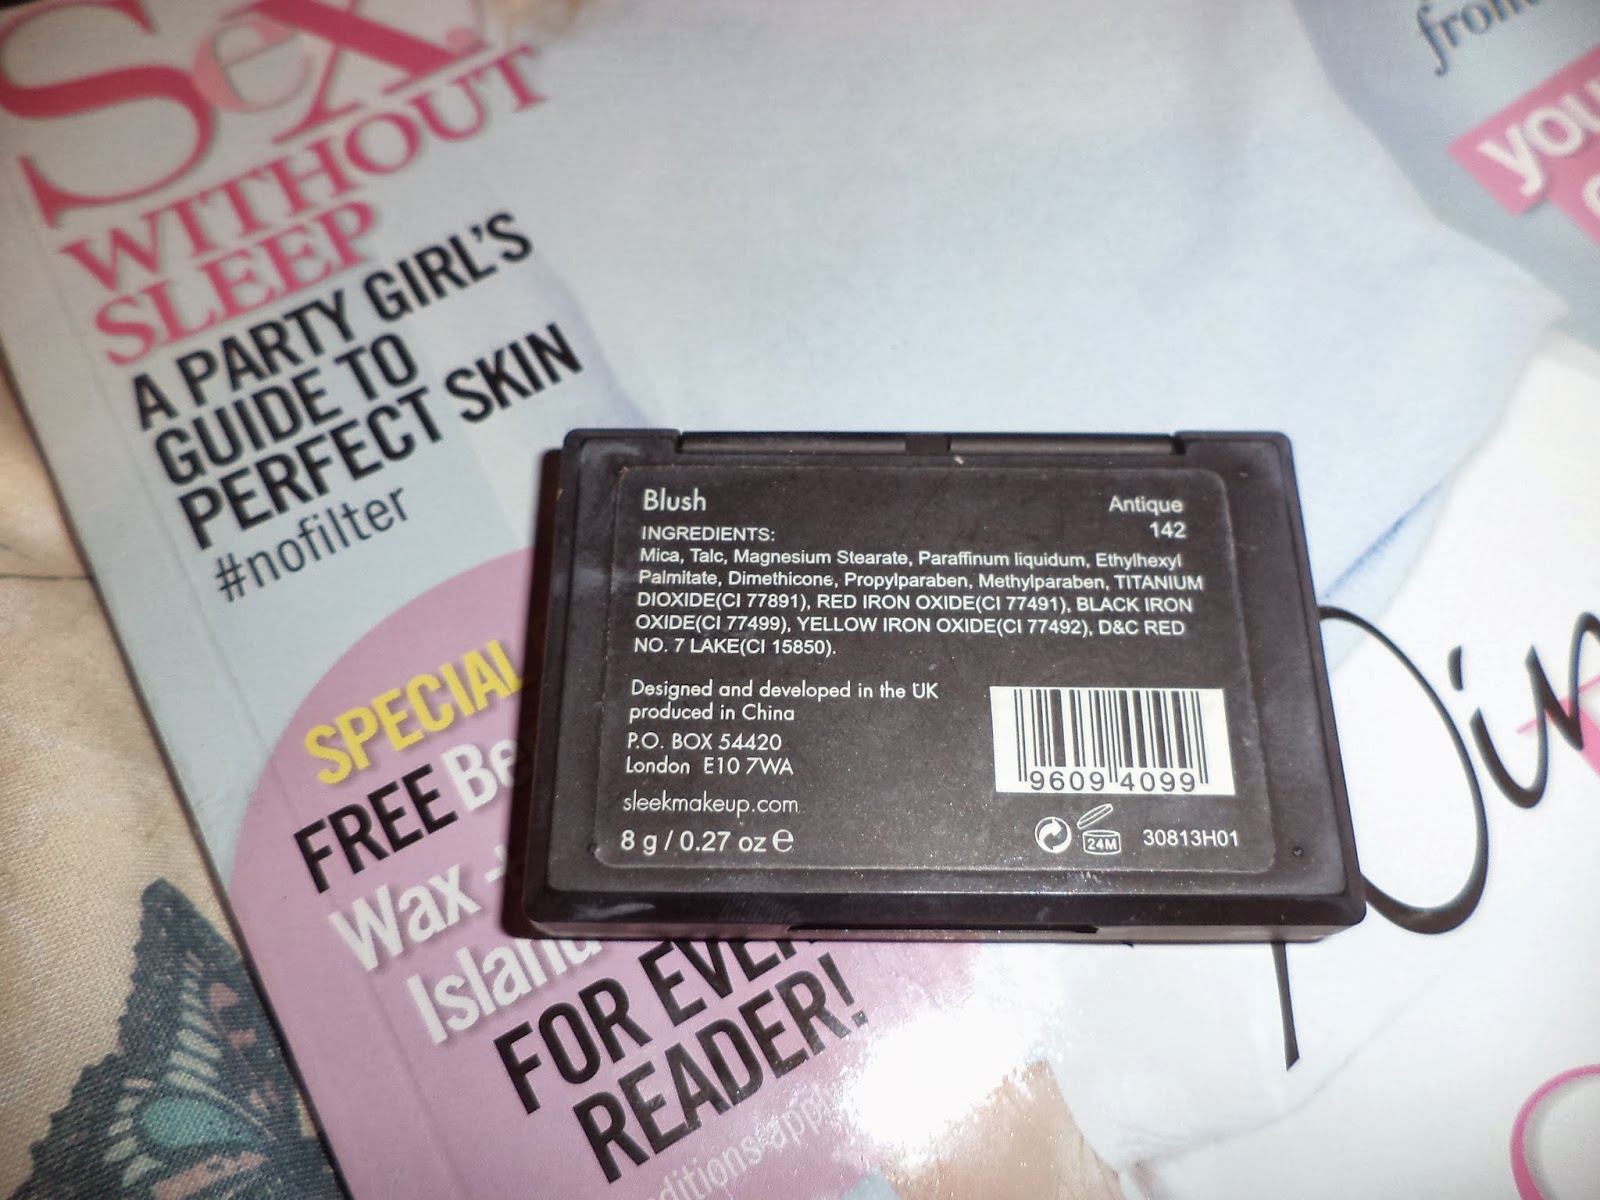 Sex
WITHOUT
SLEEP
A PARTY GIRL'S
GUIDE TO
PERFECT SKIN
#nofilter
SPECIAL
FREE
Wax
FOR
READER!
from
Blush
Antique
142
INGREDIENTS:
Mica, Talc, Magnesium Stearate, Paraffinum liquidum, Ethylhexyl
Palmitate, Dimethicone, Propylparaben, Methylparaben, TITANIUM
DIOXIDE(CI 77891), RED IRON OXIDE(CI 77491), BLACK IRON
OXIDE(CI 77499), YELLOW IRON OXIDE(CI 77492), D&C RED
NO. 7 LAKE(CI 15850).
Designed and developed in the UK
produced in China
P.O. BOX 54420
London E10 7WA
sleekmakeup.com
8 g / 0.27 oz e
9609 4099
24M
30813H01